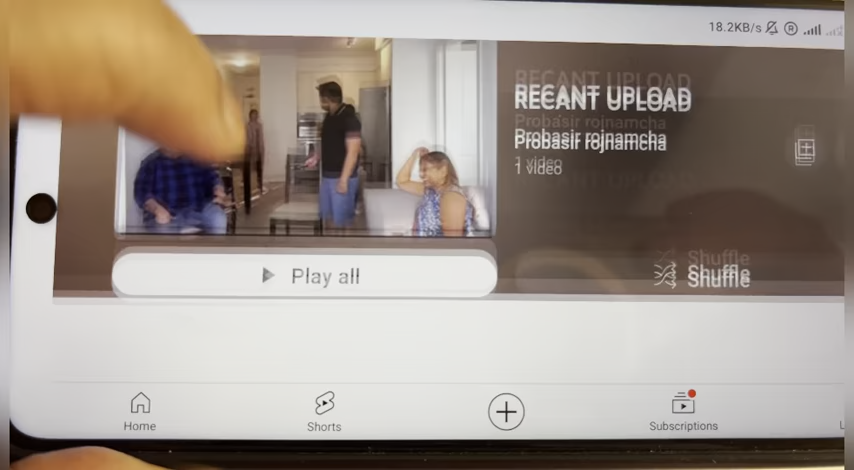 18.2KB/s
RECANT UPLOAD
Probasir rojnamcha
1 video
Play all
Shuffle
Home
Shorts
Subscriptions